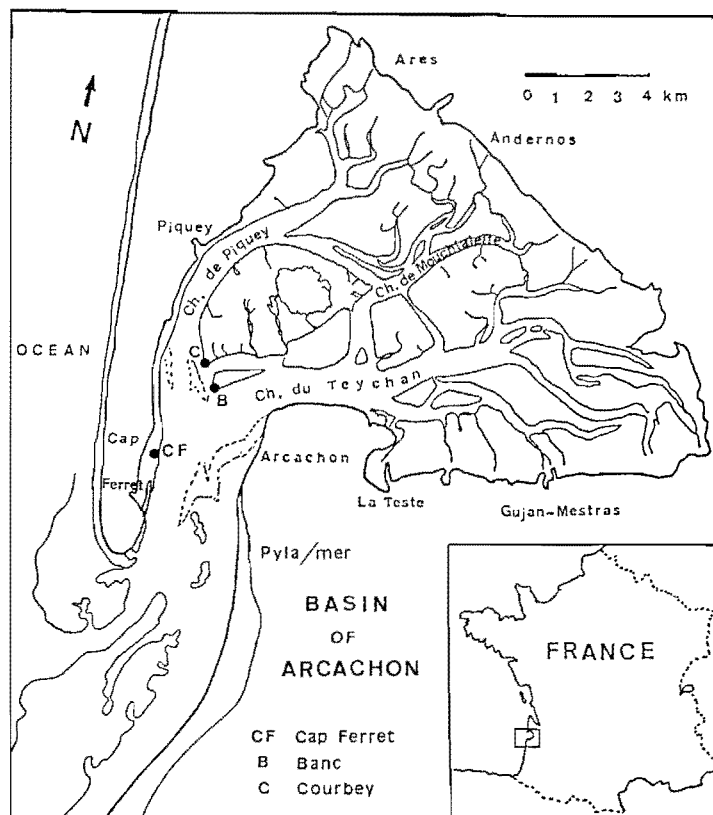 Ares
0 1 2 3 4 km
N
Andernos
Piquey
Ch. de Piquey
Ch. de Mouchtalette
OCEAN
C
Ch. du Teychan
B
Cap
CF
Ferret
Arcachon
La Teste
Gujan-Mestras
Pyla/mer
BASIN
OF
ARCACHON
FRANCE
CF Cap Ferret
B Banc
C Courbey